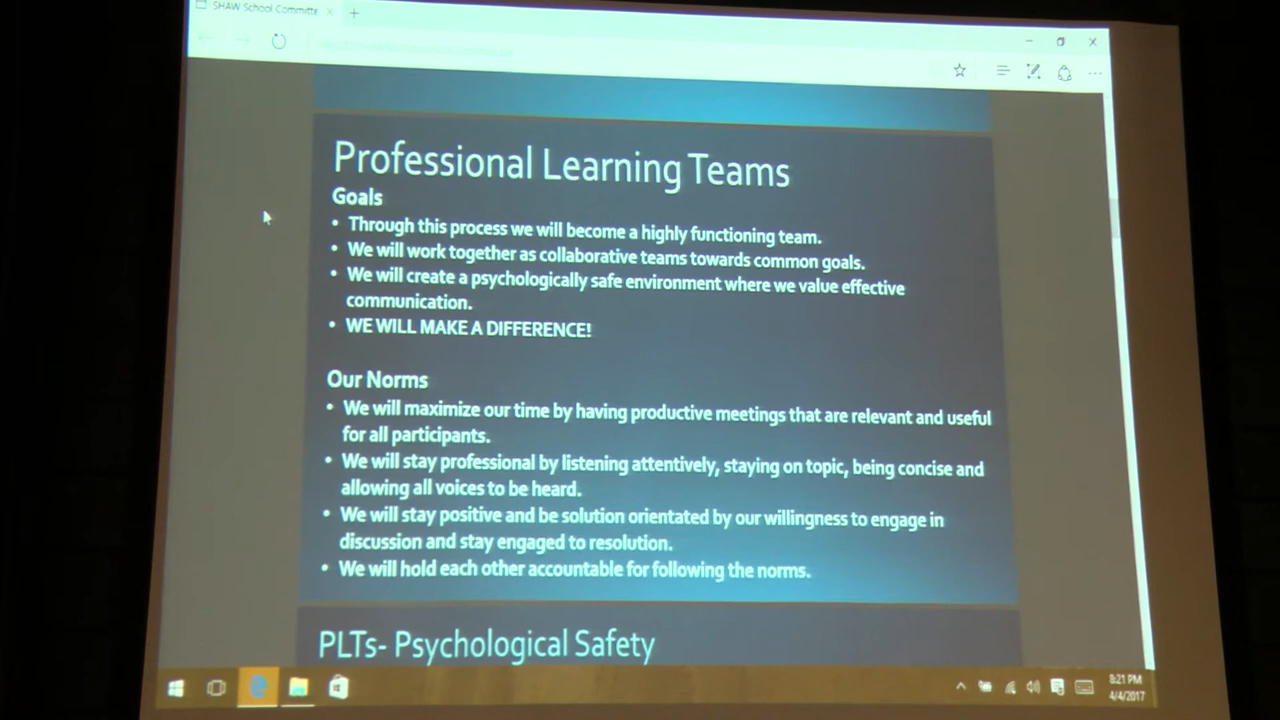 SHAW School Committe
Professional Learning Teams
Goals
• Through this process we will become a highly functioning team.
• We will work together as collaborative teams towards common goals.
• We will create a psychologically safe environment where we value effective
communication.
• WE WILL MAKE A DIFFERENCE!
Our Norms
• We will maximize our time by having productive meetings that are relevant and useful
for all participants.
• We will stay professional by listening attentively, staying on topic, being concise and
allowing all voices to be heard.
• We will stay positive and be solution orientated by our willingness to engage in
discussion and stay engaged to resolution.
• We will hold each other accountable for following the norms.
PLTs- Psychological Safety
8:21 PM
4/4/2017